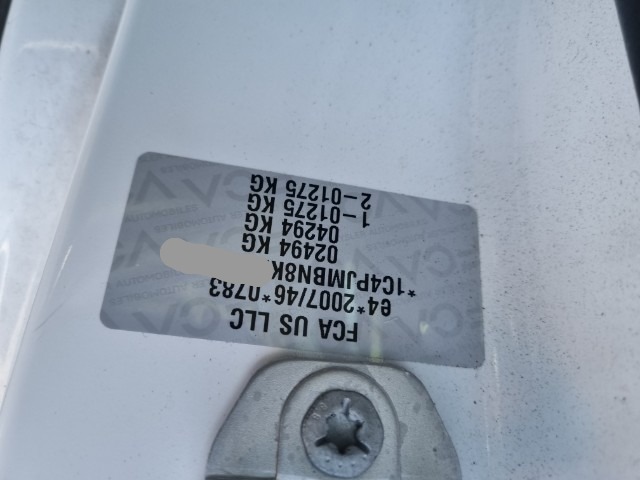 FCA US LLC
e4*2007/46*0783
*1C4PJMBN8K
02494 KG
04294 KG
1-01275 KG
2-01275 KG